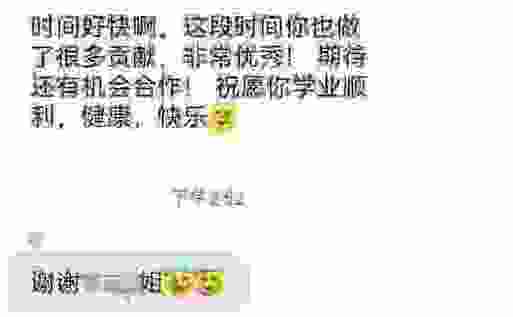 时间好快啊，这段时间你也做
了很多贡献，非常优秀！ 期待
还有机会合作！ 祝愿你学业顺
利，健康，快乐
下午
谢谢 姐